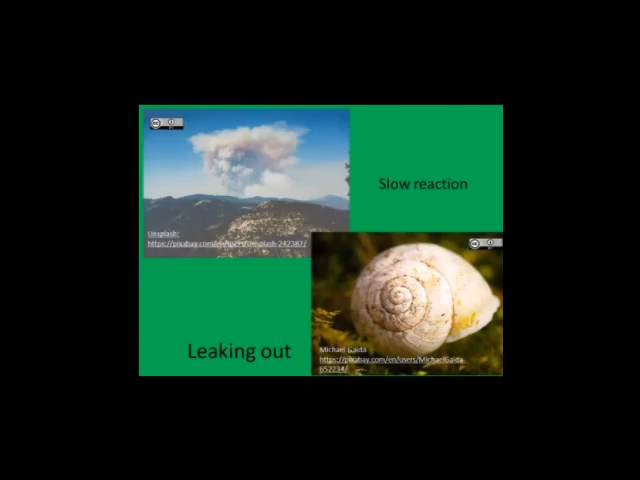 Slow reaction
Unsplash:
https://pixabay.com/en/users/Unsplash-242387/
Leaking out
Michael Gaida
https://pixabay.com/en/users/MichaelGaida-
652234/